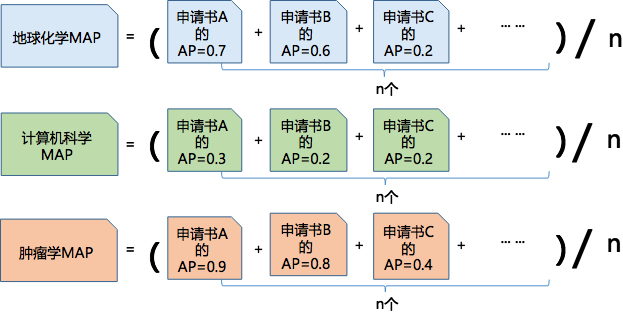 地球化学MAP = ( 申请书A的 AP=0.7 + 申请书B的 AP=0.6 + 申请书C的 AP=0.2 + …… ) / n
n个
计算机科学MAP = ( 申请书A的 AP=0.3 + 申请书B的 AP=0.2 + 申请书C的 AP=0.2 + …… ) / n
n个
肿瘤学MAP = ( 申请书A的 AP=0.9 + 申请书B的 AP=0.8 + 申请书C的 AP=0.4 + …… ) / n
n个